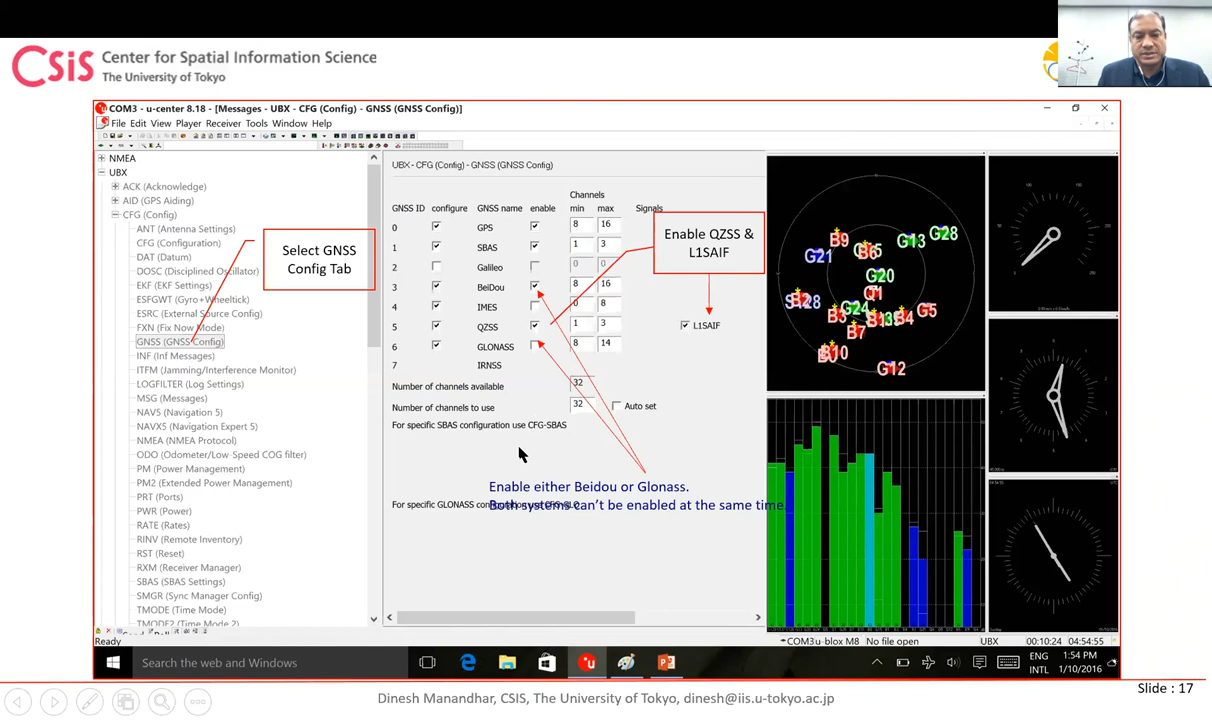 CSiS Center for Spatial Information Science
The University of Tokyo
COM3 - u-center 8.18 - [Messages - UBX - CFG (Config) - GNSS (GNSS Config)]
File Edit View Player Receiver Tools Window Help
NMEA
UBX
ACK (Acknowledge)
AID (GPS Aiding)
CFG (Config)
ANT (Antenna Settings)
CFG (Configuration)
DAT (Datum)
DOSC (Disciplined Oscillator)
EKF (EKF Settings)
ESFGWT (Gyro+Wheeltick)
ESRC (External Source Config)
FXN (Fix Now Mode)
GNSS (GNSS Config)
INF (Inf Messages)
ITFM (Jamming/Interference Monitor)
LOGFILTER (Log Settings)
MSG (Messages)
NAV5 (Navigation 5)
NAVX5 (Navigation Expert 5)
NMEA (NMEA Protocol)
ODO (Odometer/Low-Speed COG filter)
PM (Power Management)
PM2 (Extended Power Management)
PRT (Ports)
PWR (Power)
RATE (Rates)
RINV (Remote Inventory)
RST (Reset)
RXM (Receiver Manager)
SBAS (SBAS Settings)
SMGR (Sync Manager Config)
TMODE (Time Mode)
TMODE2 (Time Mode 2)
Select GNSS
Config Tab
UBX - CFG (Config) - GNSS (GNSS Config)
Channels
GNSS ID configure GNSS name enable min max Signals
0 GPS 8 16
1 SBAS 1 3
2 Galileo 0 0
3 BeiDou 8 16
4 IMES 0 8
5 QZSS 1 3 L1SAIF
6 GLONASS 8 14
7 IRNSS
Number of channels available 32
Number of channels to use 32 Auto set
For specific SBAS configuration use CFG-SBAS
Enable QZSS &
L1SAIF
Enable either Beidou or Glonass.
Both systems can't be enabled at the same time.
For specific GLONASS configuration use CFG-GLO
B9
G13
G28
G21
B6
G20
G24
B3
B7
B4
G5
B10
G12
Ready
COM3 u-blox M8 No file open UBX 00:10:24 04:54:55
Search the web and Windows
ENG
INTL
1:54 PM
1/10/2016
Slide : 17
Dinesh Manandhar, CSIS, The University of Tokyo, dinesh@iis.u-tokyo.ac.jp